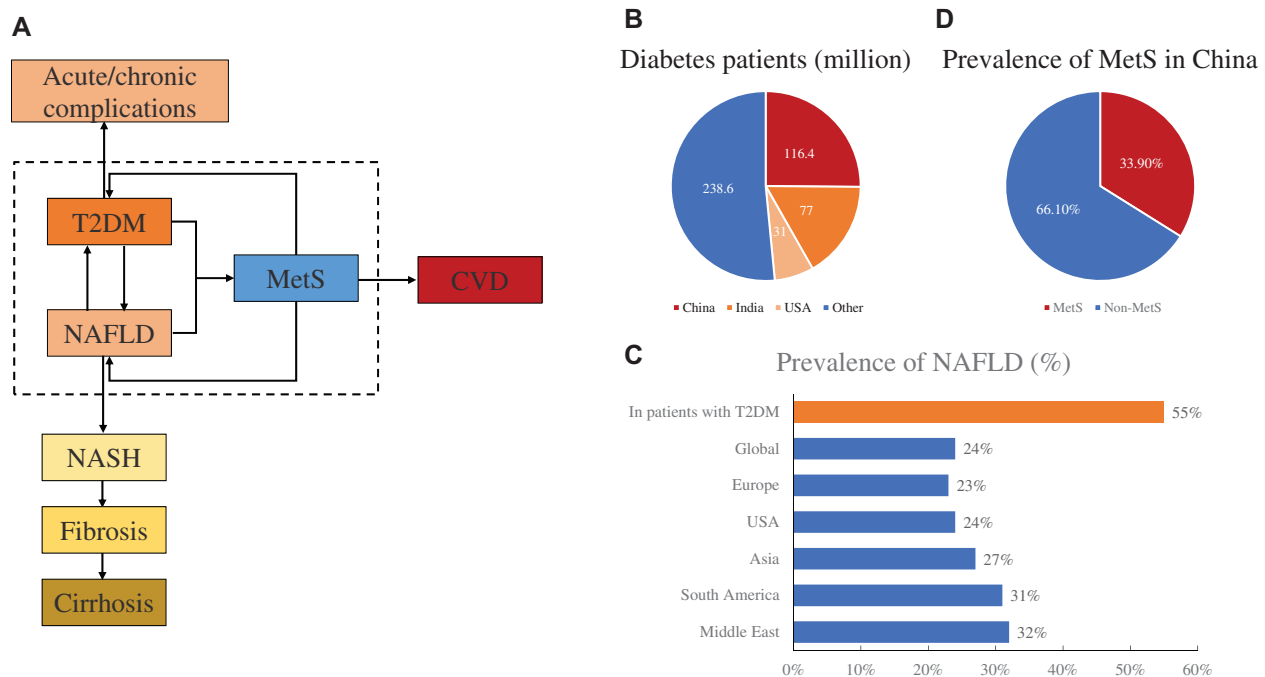 A
Acute/chronic
complications
T2DM
MetS
CVD
NAFLD
NASH
Fibrosis
Cirrhosis
B
Diabetes patients (million)
116.4
238.6
77
31
China India USA Other
D
Prevalence of MetS in China
33.90%
66.10%
MetS Non-MetS
C
Prevalence of NAFLD (%)
In patients with T2DM 55%
Global 24%
Europe 23%
USA 24%
Asia 27%
South America 31%
Middle East 32%
0% 10% 20% 30% 40% 50% 60%